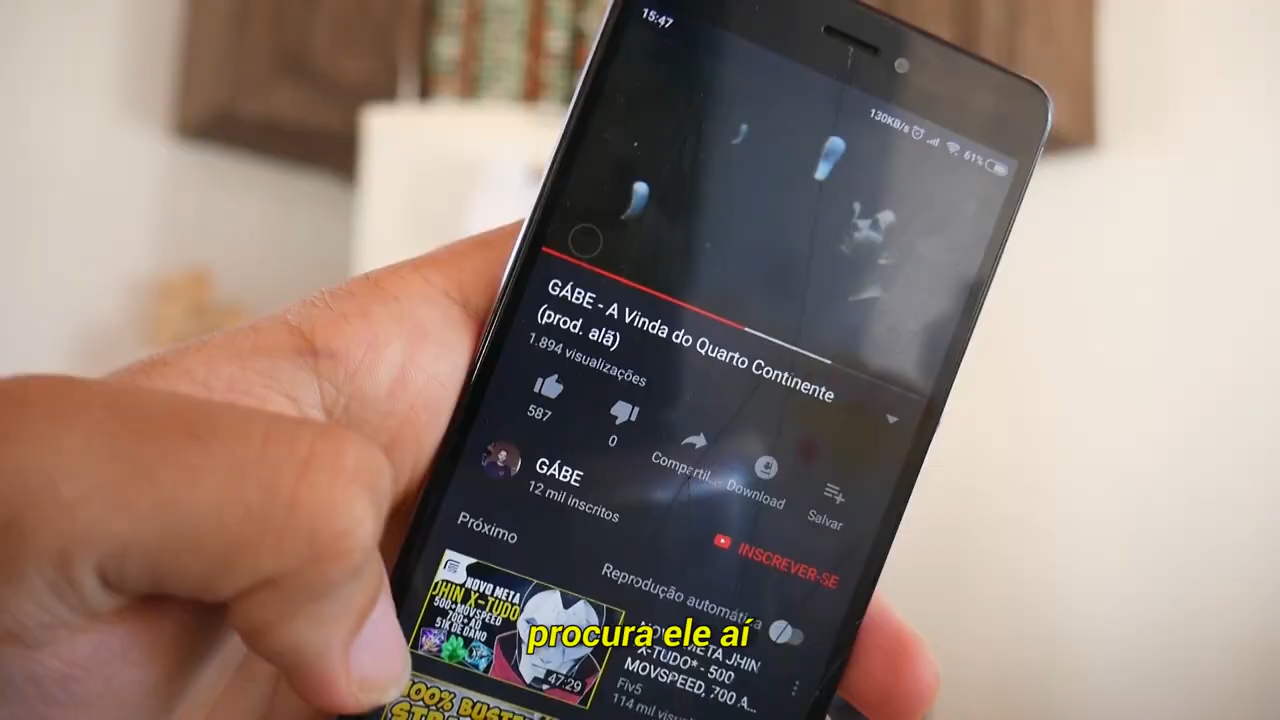 15:47
130KB/s
61%
GÁBE - A Vinda do Quarto Continente
(prod. alã)
1.894 visualizações
587
0
Compartil...
Download
Salvar
GÁBE
12 mil inscritos
INSCREVER-SE
Próximo
Reprodução automática
NOVO META
JHIN X-TUDO
500+MOVSPEED
700+AD
51K DE DANO
47:29
META JHIN
X-TUDO* - 500
MOVSPEED, 700 A...
Fiv5
114 mil
procura ele aí